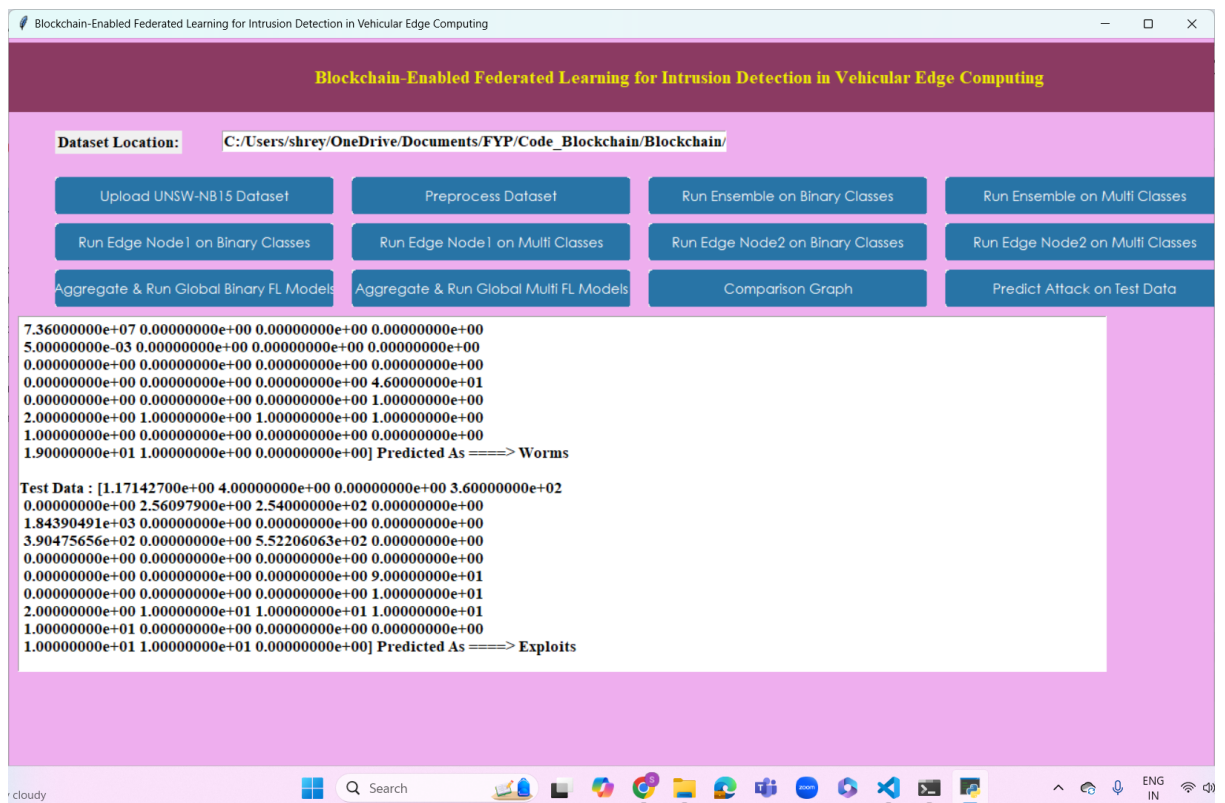 Blockchain-Enabled Federated Learning for Intrusion Detection in Vehicular Edge Computing
Blockchain-Enabled Federated Learning for Intrusion Detection in Vehicular Edge Computing
Dataset Location: C:/Users/shrey/OneDrive/Documents/FYP/Code_Blockchain/Blockchain/
Upload UNSW-NB15 Dataset Preprocess Dataset Run Ensemble on Binary Classes Run Ensemble on Multi Classes
Run Edge Node1 on Binary Classes Run Edge Node1 on Multi Classes Run Edge Node2 on Binary Classes Run Edge Node2 on Multi Classes
Aggregate & Run Global Binary FL Models Aggregate & Run Global Multi FL Models Comparison Graph Predict Attack on Test Data
7.36000000e+07 0.00000000e+00 0.00000000e+00 0.00000000e+00
5.00000000e-03 0.00000000e+00 0.00000000e+00 0.00000000e+00
0.00000000e+00 0.00000000e+00 0.00000000e+00 0.00000000e+00
0.00000000e+00 0.00000000e+00 0.00000000e+00 4.60000000e+01
0.00000000e+00 0.00000000e+00 0.00000000e+00 1.00000000e+00
2.00000000e+00 1.00000000e+00 1.00000000e+00 1.00000000e+00
1.00000000e+00 0.00000000e+00 0.00000000e+00 0.00000000e+00
1.90000000e+01 1.00000000e+00 0.00000000e+00] Predicted As ====> Worms
Test Data : [1.17142700e+00 4.00000000e+00 0.00000000e+00 3.60000000e+02
0.00000000e+00 2.56097900e+00 2.54000000e+02 0.00000000e+00
1.84390491e+03 0.00000000e+00 0.00000000e+00 0.00000000e+00
3.90475656e+02 0.00000000e+00 5.52206063e+02 0.00000000e+00
0.00000000e+00 0.00000000e+00 0.00000000e+00 0.00000000e+00
0.00000000e+00 0.00000000e+00 0.00000000e+00 9.00000000e+01
0.00000000e+00 0.00000000e+00 0.00000000e+00 1.00000000e+01
2.00000000e+00 1.00000000e+01 1.00000000e+01 1.00000000e+01
1.00000000e+01 0.00000000e+00 0.00000000e+00 0.00000000e+00
1.00000000e+01 1.00000000e+01 0.00000000e+00] Predicted As ====> Exploits
cloudy Search S zoom ENG
IN